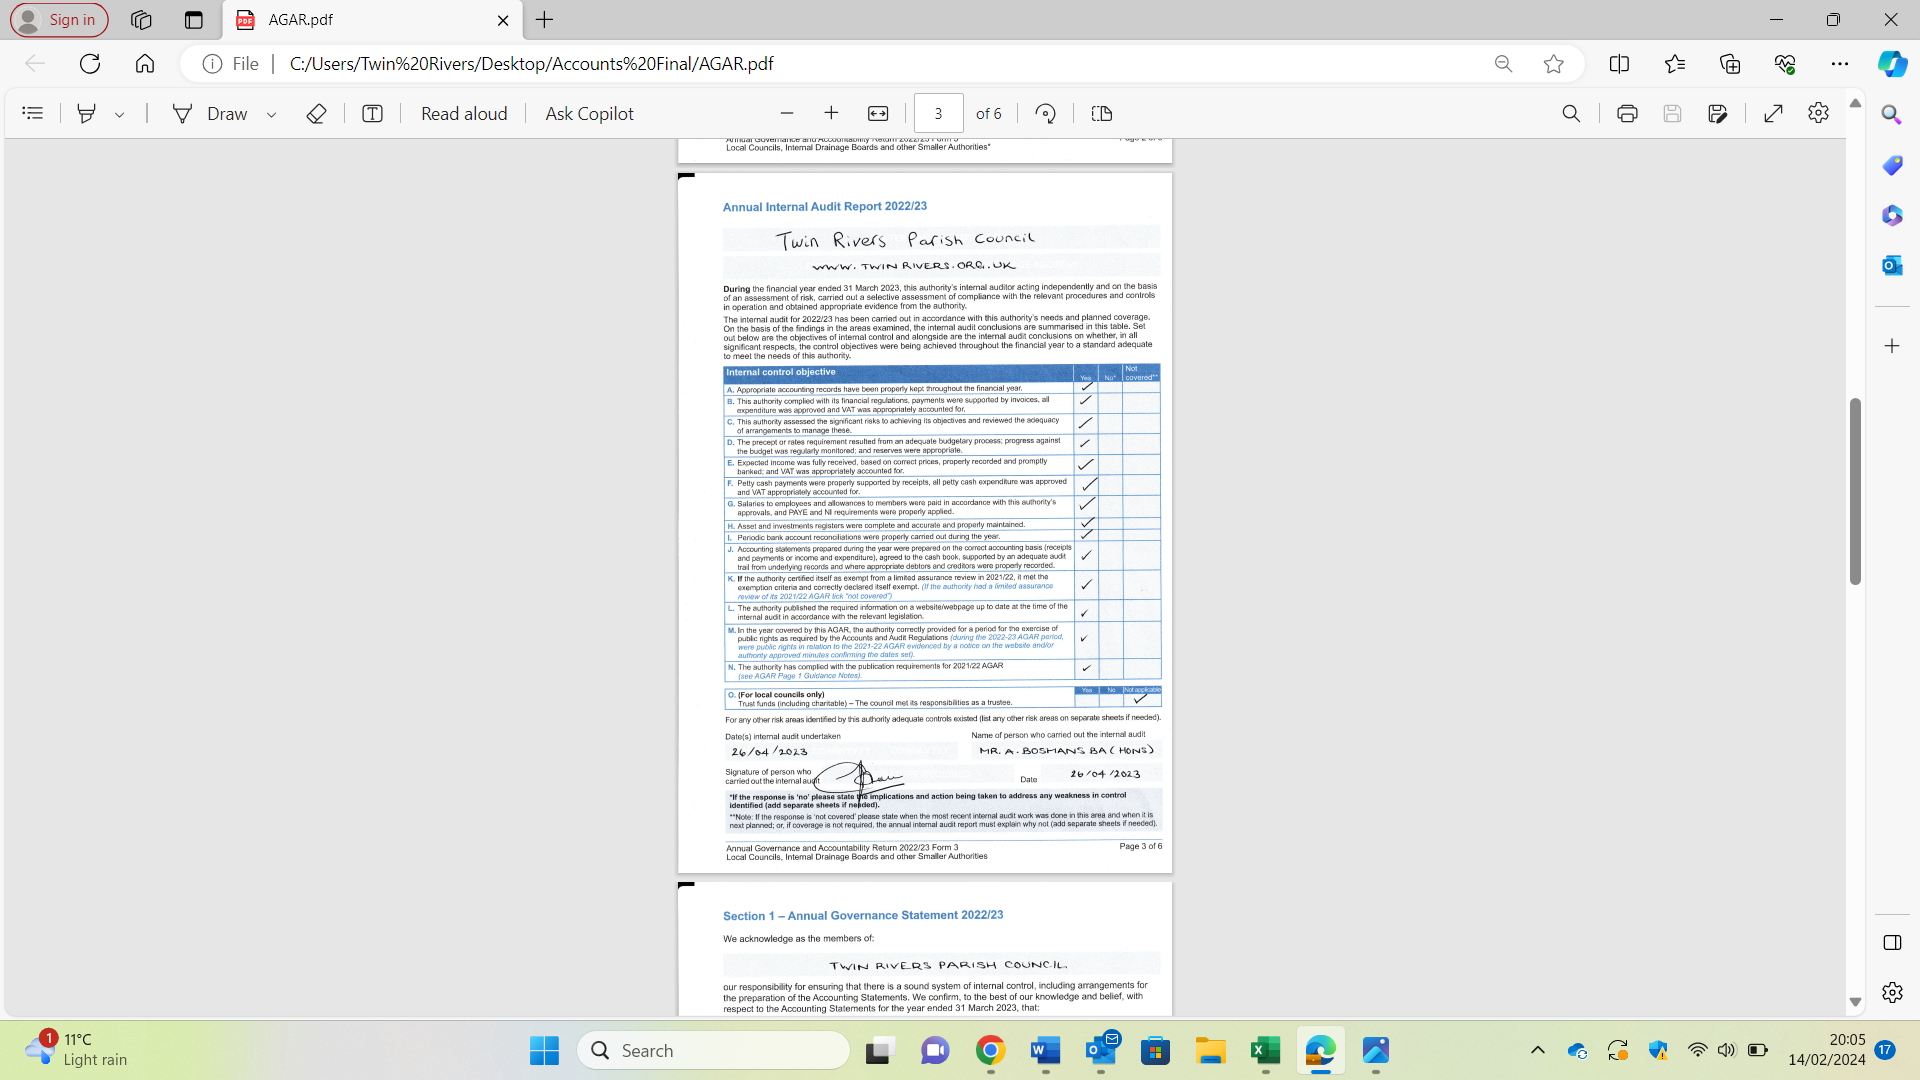 Sign in
AGAR.pdf
File
C:/Users/Twin%20Rivers/Desktop/Accounts%20Final/AGAR.pdf
Draw
Read aloud
Ask Copilot
3
of 6
Local Councils, Internal Drainage Boards and other Smaller Authorities*
Annual Internal Audit Report 2022/23
Twin Rivers Parish Council
www.TWINRIVERS.ORG.UK
During the financial year ended 31 March 2023, this authority's internal auditor acting independently and on the basis
of an assessment of risk, carried out a selective assessment of compliance with the relevant procedures and controls
in operation and obtained appropriate evidence from the authority.
The internal audit for 2022/23 has been carried out in accordance with this authority's needs and planned coverage.
On the basis of the findings in the areas examined, the internal audit conclusions are summarised in this table. Set
out below are the objectives of internal control and alongside are the internal audit conclusions on whether, in all
significant respects, the control objectives were being achieved throughout the financial year to a standard adequate
to meet the needs of this authority.
Internal control objective
Yes No* Not covered**
A. Appropriate accounting records have been properly kept throughout the financial year.
B. This authority complied with its financial regulations, payments were supported by invoices, all
expenditure was approved and VAT was appropriately accounted for.
C. This authority assessed the significant risks to achieving its objectives and reviewed the adequacy
of arrangements to manage these.
D. The precept or rates requirement resulted from an adequate budgetary process; progress against
the budget was regularly monitored; and reserves were appropriate.
E. Expected income was fully received, based on correct prices, properly recorded and promptly
banked; and VAT was appropriately accounted for.
F. Petty cash payments were properly supported by receipts, all petty cash expenditure was approved
and VAT appropriately accounted for.
G. Salaries to employees and allowances to members were paid in accordance with this authority's
approvals, and PAYE and NI requirements were properly applied.
H. Asset and investments registers were complete and accurate and properly maintained.
I. Periodic bank account reconciliations were properly carried out during the year.
J. Accounting statements prepared during the year were prepared on the correct accounting basis (receipts
and payments or income and expenditure), agreed to the cash book, supported by an adequate audit
trail from underlying records and where appropriate debtors and creditors were properly recorded.
K. If the authority certified itself as exempt from a limited assurance review in 2021/22, it met the
exemption criteria and correctly declared itself exempt. (If the authority had a limited assurance
review of its 2021/22 AGAR tick "not covered")
L. The authority published the required information on a website/webpage up to date at the time of the
internal audit in accordance with the relevant legislation.
M. In the year covered by this AGAR, the authority correctly provided for a period for the exercise of
public rights as required by the Accounts and Audit Regulations (during the 2022-23 AGAR period,
were public rights in relation to the 2021-22 AGAR evidenced by a notice on the website and/or
authority approved minutes confirming the dates set).
N. The authority has complied with the publication requirements for 2021/22 AGAR
(see AGAR Page 1 Guidance Notes).
O. (For local councils only)
Yes No Not applicable
Trust funds (including charitable) – The council met its responsibilities as a trustee.
For any other risk areas identified by this authority adequate controls existed (list any other risk areas on separate sheets if needed).
Date(s) internal audit undertaken
Name of person who carried out the internal audit
26/04/2023
MR. A. BOSMANS BA (HONS)
Signature of person who
carried out the internal audit
Date
26/04/2023
*If the response is 'no' please state the implications and action being taken to address any weakness in control
identified (add separate sheets if needed).
**Note: If the response is 'not covered' please state when the most recent internal audit work was done in this area and when it is
next planned; or, if coverage is not required, the annual internal audit report must explain why not (add separate sheets if needed).
Annual Governance and Accountability Return 2022/23 Form 3
Page 3 of 6
Local Councils, Internal Drainage Boards and other Smaller Authorities
Section 1 – Annual Governance Statement 2022/23
We acknowledge as the members of:
TWIN RIVERS PARISH COUNCIL
our responsibility for ensuring that there is a sound system of internal control, including arrangements for
the preparation of the Accounting Statements. We confirm, to the best of our knowledge and belief, with
respect to the Accounting Statements for the year ended 31 March 2023, that:
1
11°C
Light rain
Search
20:05
14/02/2024
17